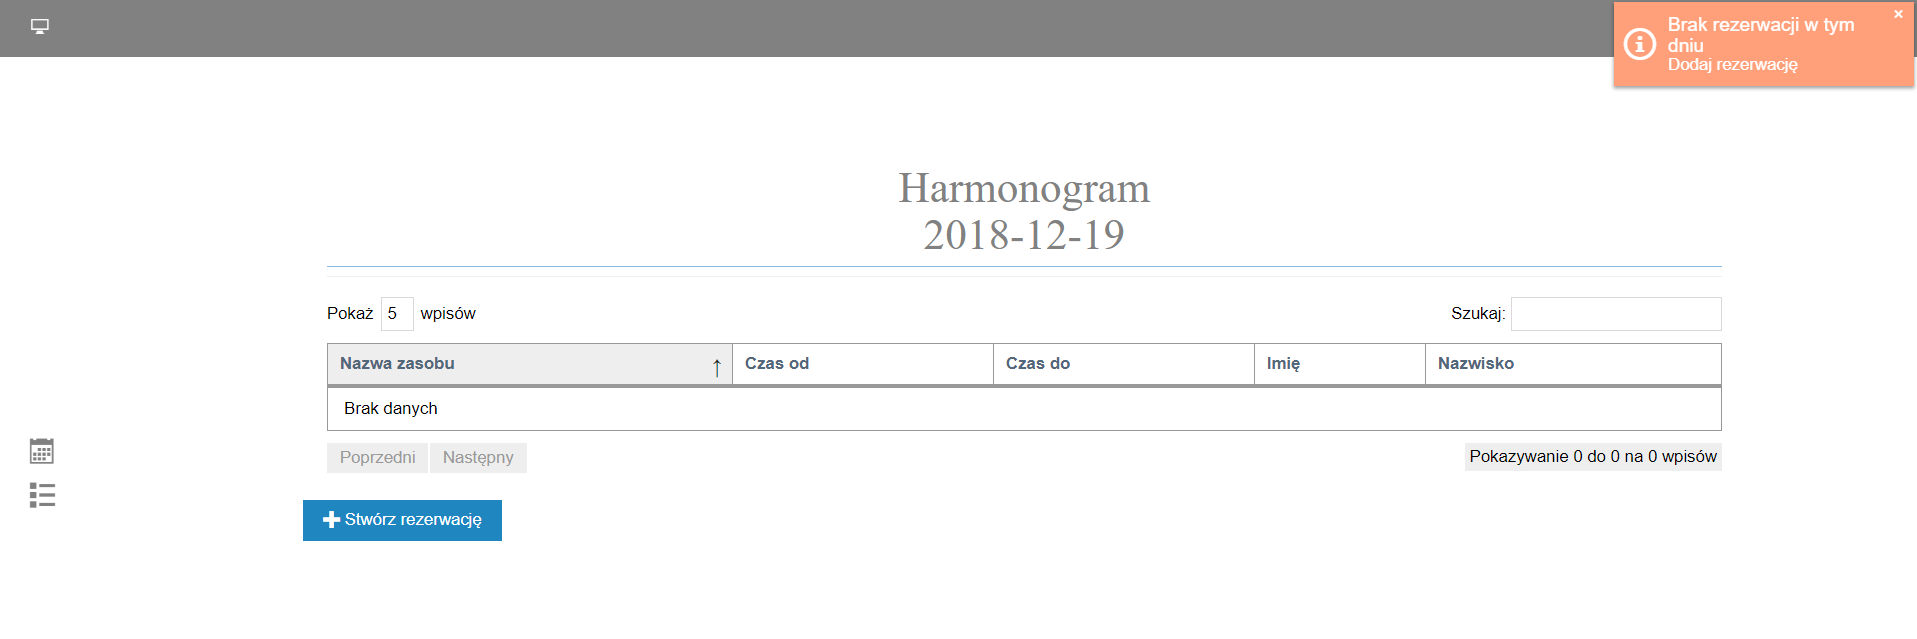 Brak rezerwacji w tym
dniu
Dodaj rezerwację
×
Harmonogram
2018-12-19
Pokaż 5 wpisów
Szukaj:
Nazwa zasobu ↑ Czas od Czas do Imię Nazwisko
Brak danych
Poprzedni Następny
Pokazywanie 0 do 0 na 0 wpisów
Stwórz rezerwację